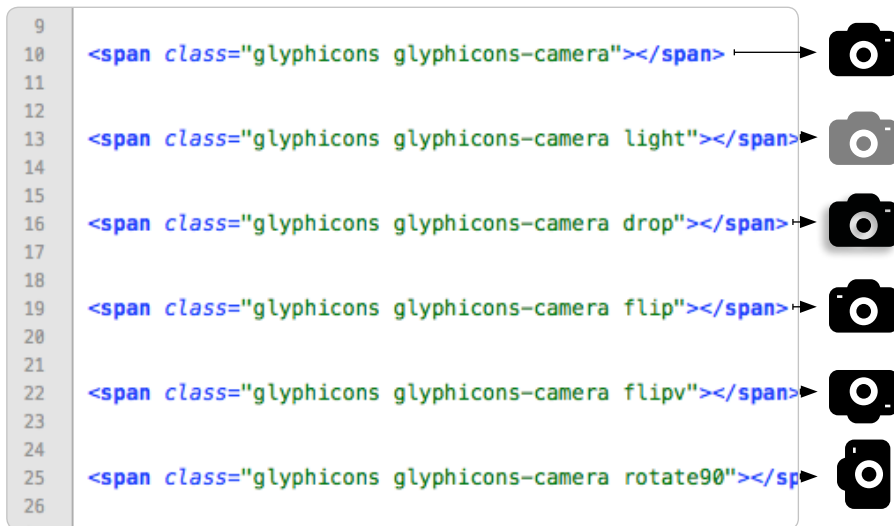 9
10 <span class="glyphicons glyphicons-camera"></span>
11
12
13 <span class="glyphicons glyphicons-camera light"></span>
14
15
16 <span class="glyphicons glyphicons-camera drop"></span>
17
18
19 <span class="glyphicons glyphicons-camera flip"></span>
20
21
22 <span class="glyphicons glyphicons-camera flipv"></span>
23
24
25 <span class="glyphicons glyphicons-camera rotate90"></sp
26